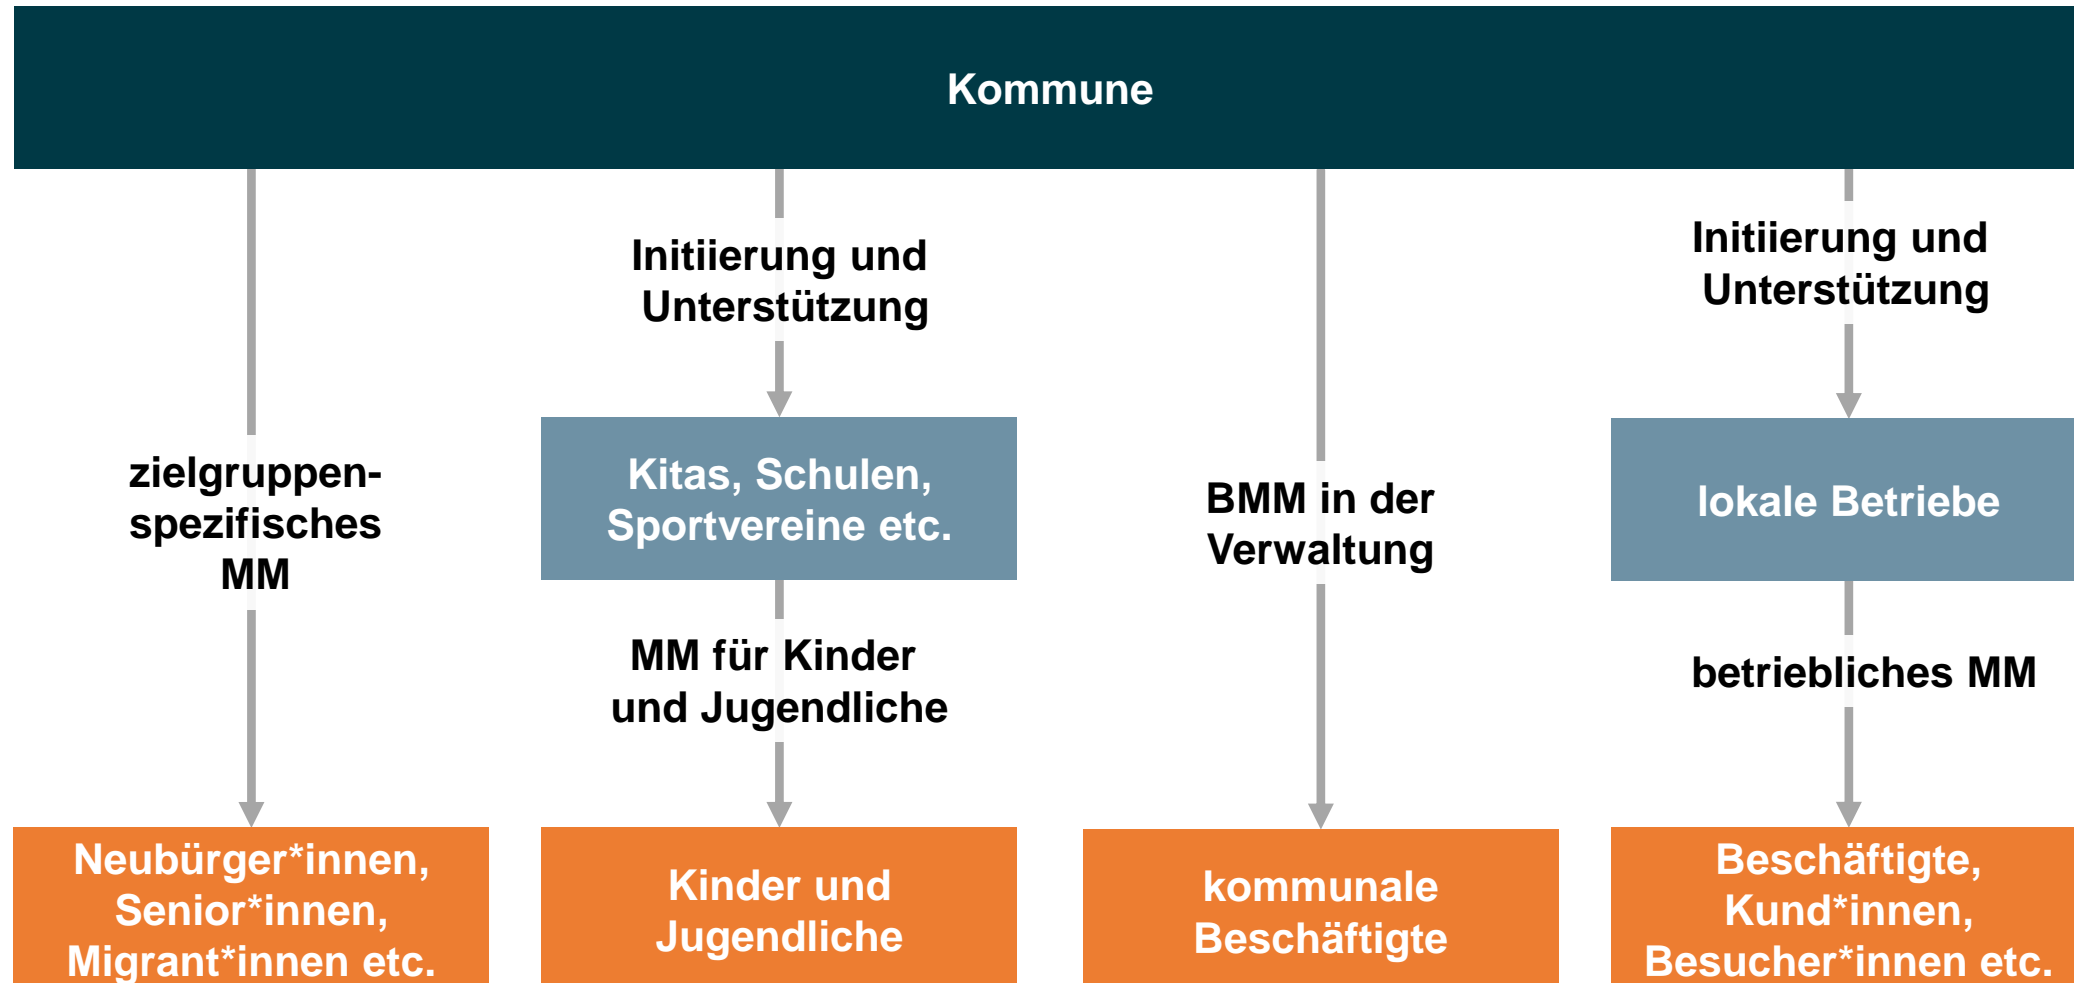 Kommune
zielgruppen-
spezifisches
MM
Neubürger*innen,
Senior*innen,
Migrant*innen etc.
Initiierung und
Unterstützung
Kitas, Schulen,
Sportvereine etc.
MM für Kinder
und Jugendliche
Kinder und
Jugendliche
BMM in der
Verwaltung
kommunale
Beschäftigte
Initiierung und
Unterstützung
lokale Betriebe
betriebliches MM
Beschäftigte,
Kund*innen,
Besucher*innen etc.